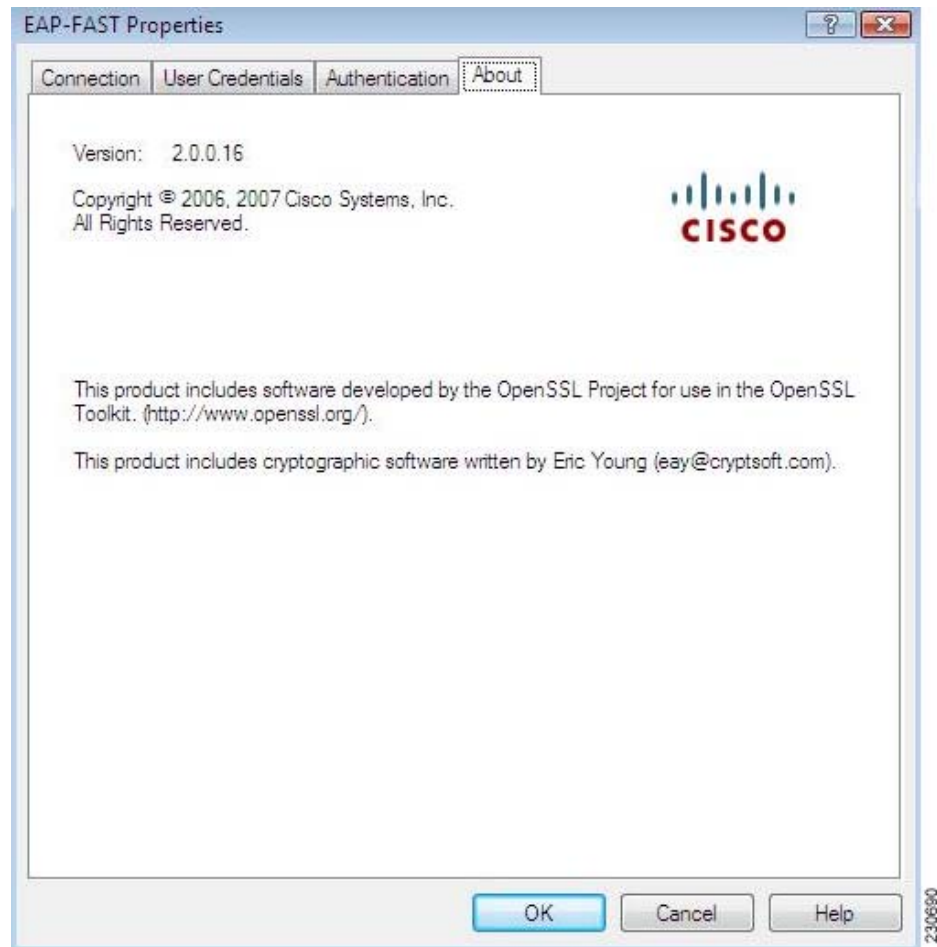 EAP-FAST Properties
Connection
User Credentials
Authentication
About
Version: 2.0.0.16
Copyright © 2006, 2007 Cisco Systems, Inc.
All Rights Reserved.
CISCO
This product includes software developed by the OpenSSL Project for use in the OpenSSL
Toolkit. (http://www.openssl.org/).
This product includes cryptographic software written by Eric Young (eay@cryptsoft.com).
OK
Cancel
Help
230690